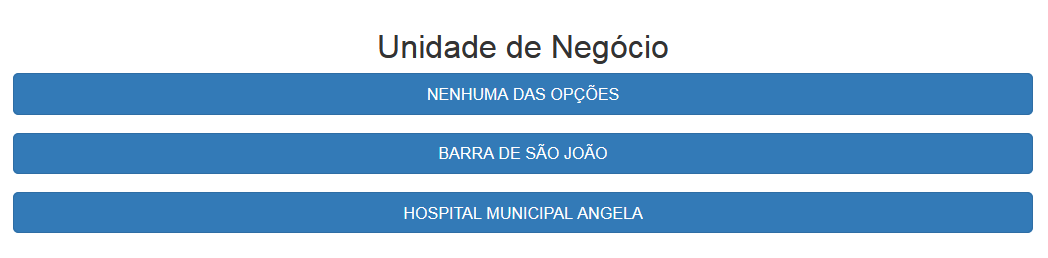 Unidade de Negócio
NENHUMA DAS OPÇÕES
BARRA DE SÃO JOÃO
HOSPITAL MUNICIPAL ANGELA